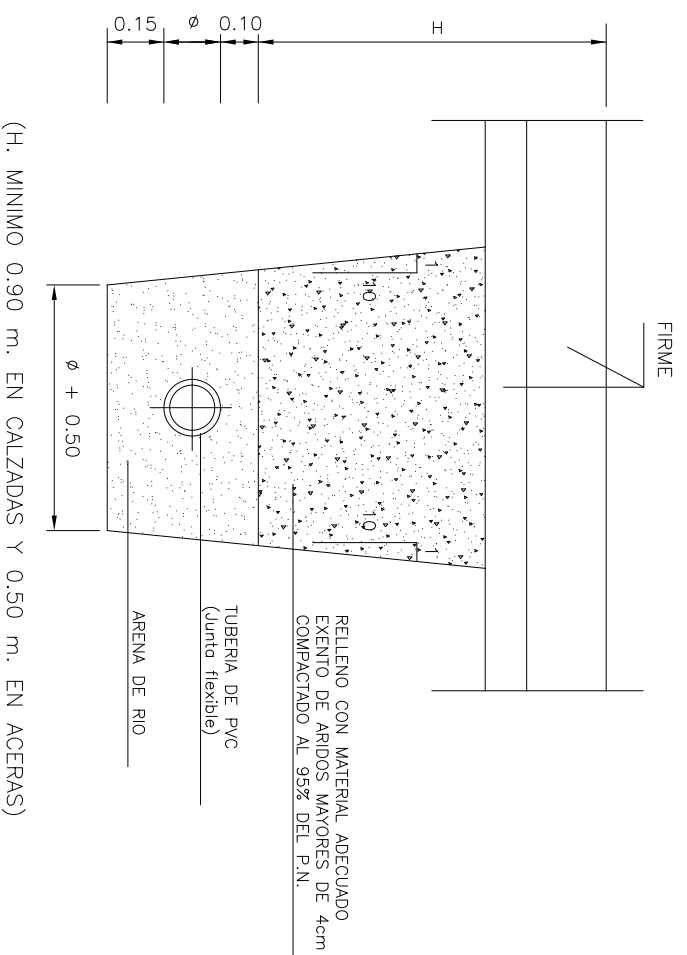 FIRME
H
0.10
ø
0.15
1
10
10
1
ø + 0.50
RELLENO CON MATERIAL ADECUADO
EXENTO DE ARIDOS MAYORES DE 4cm
COMPACTADO AL 95% DEL P.N.
TUBERIA DE PVC
(Junta flexible)
ARENA DE RIO
(H. MINIMO 0.90 m. EN CALZADAS Y 0.50 m. EN ACERAS)